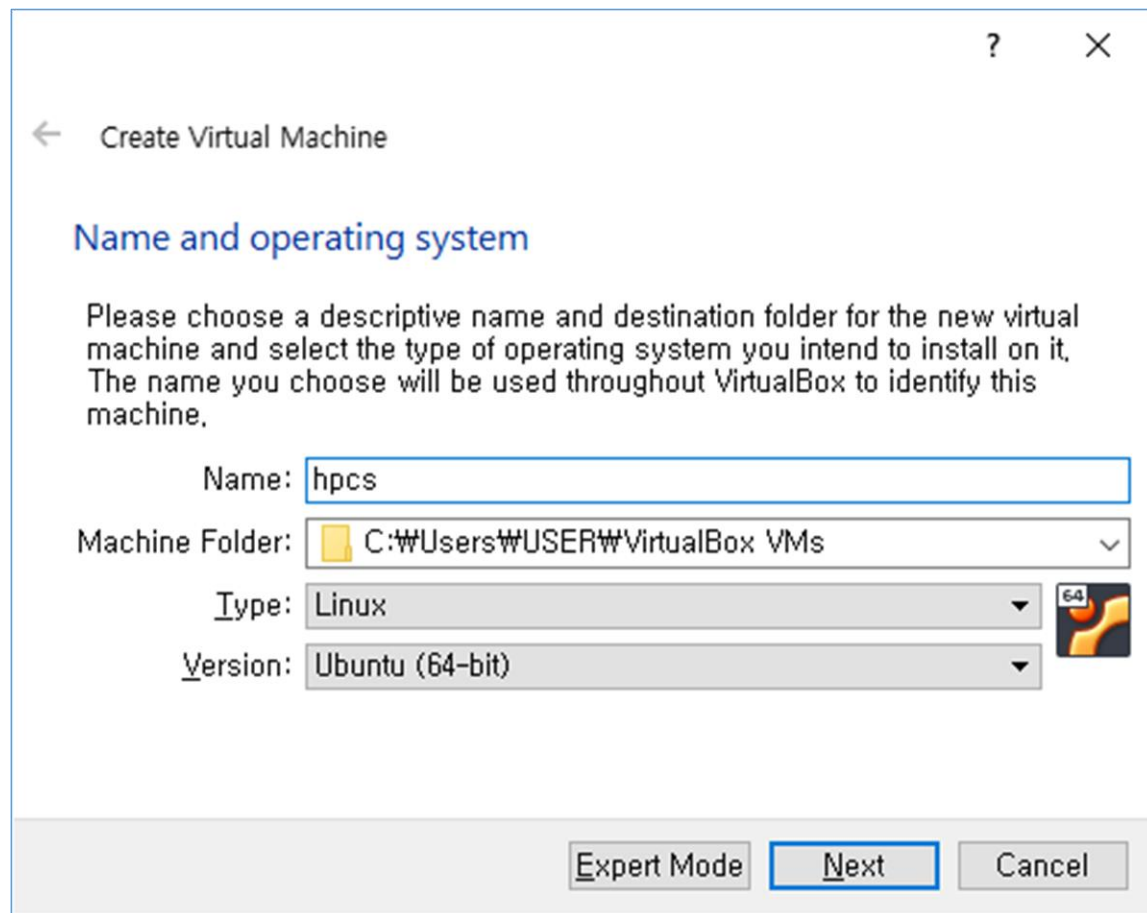 ?
Create Virtual Machine
Name and operating system
Please choose a descriptive name and destination folder for the new virtual
machine and select the type of operating system you intend to install on it,
The name you choose will be used throughout VirtualBox to identify this
machine,
Name: hpcs
Machine Folder: C:₩Users₩USER₩VirtualBox VMs
Type: Linux
64
Version: Ubuntu (64-bit)
Expert Mode Next Cancel